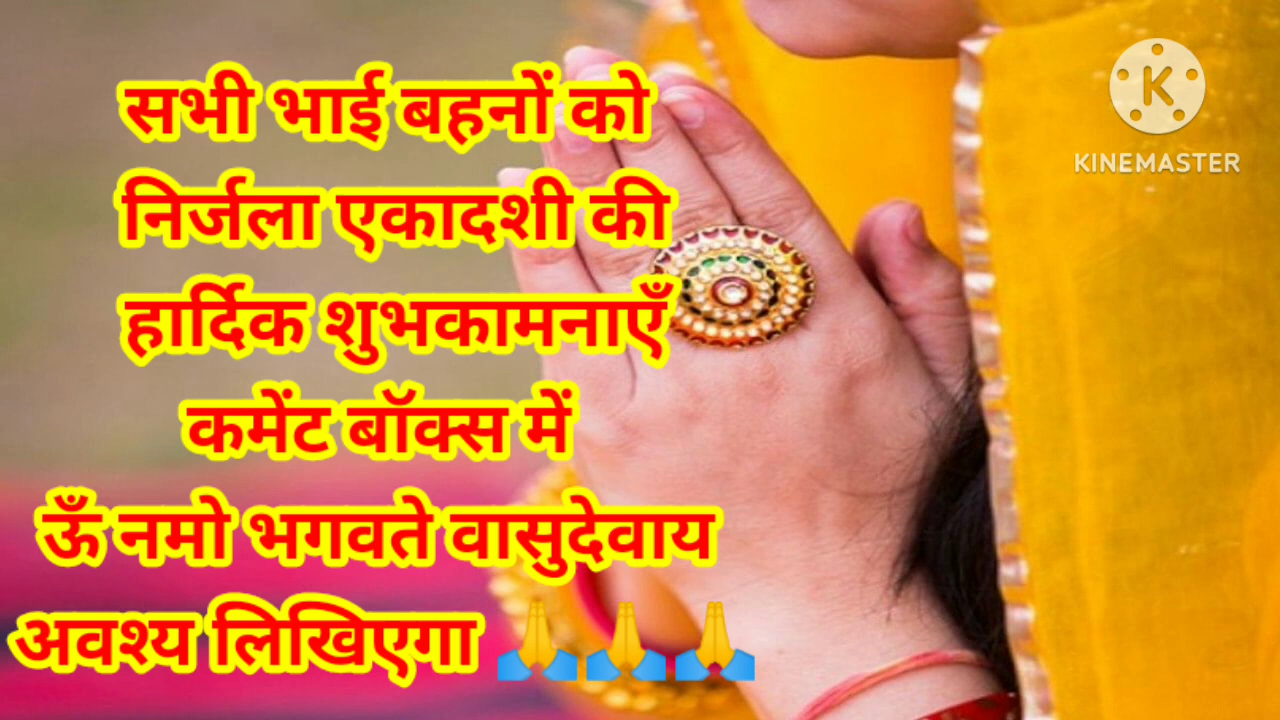 सभी भाई बहनों को
निर्जला एकादशी की
हार्दिक शुभकामनाएँ
कमेंट बॉक्स में
ऊँ नमो भगवते वासुदेवाय
अवश्य लिखिएगा 🙏🙏🙏
K
KINEMASTER